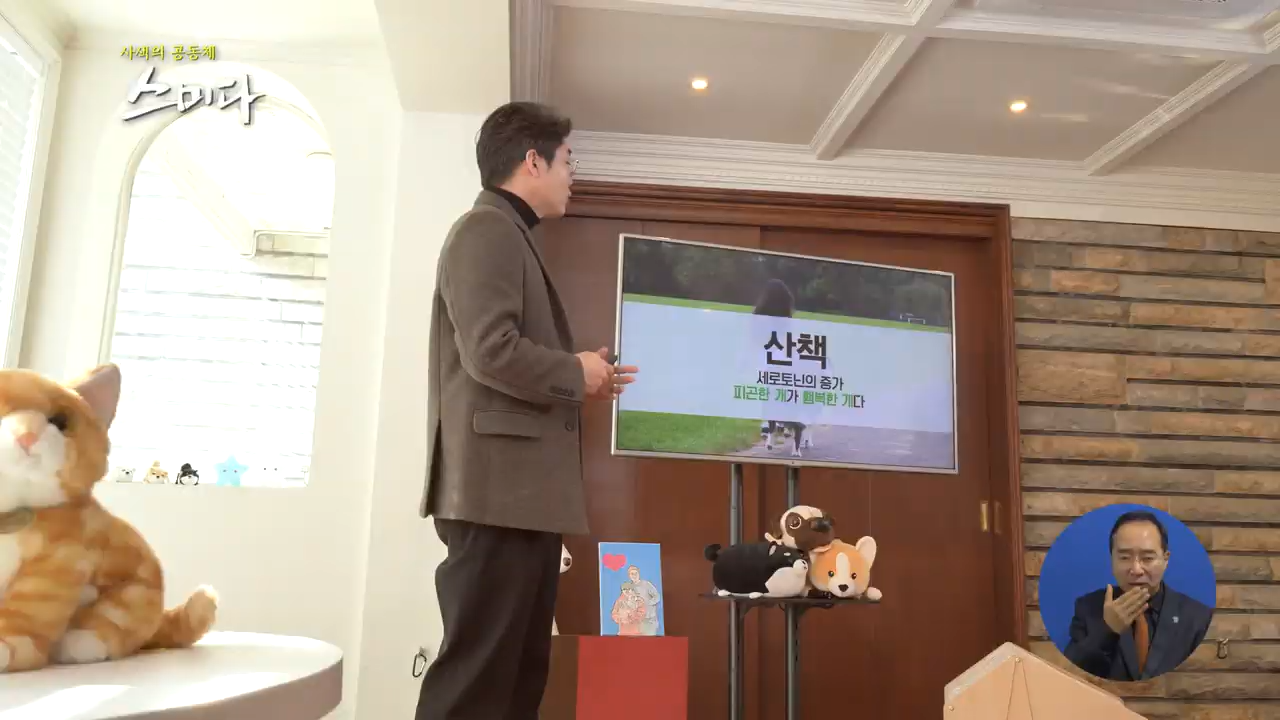 사색의 공동체
스미다
산책
세로토닌의 증가
피곤한 개가 행복한 개다